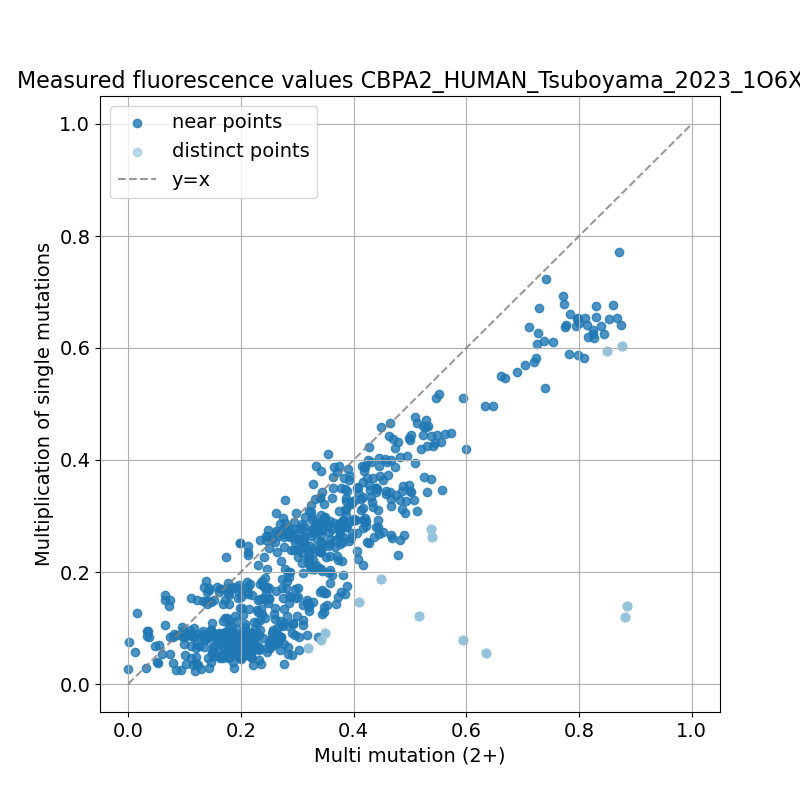 Measured fluorescence values CBPA2_HUMAN_Tsuboyama_2023_1O6X
near points
distinct points
y=x
1.0
0.8
0.6
0.4
0.2
0.0
Multiplication of single mutations
0.0 0.2 0.4 0.6 0.8 1.0
Multi mutation (2+)